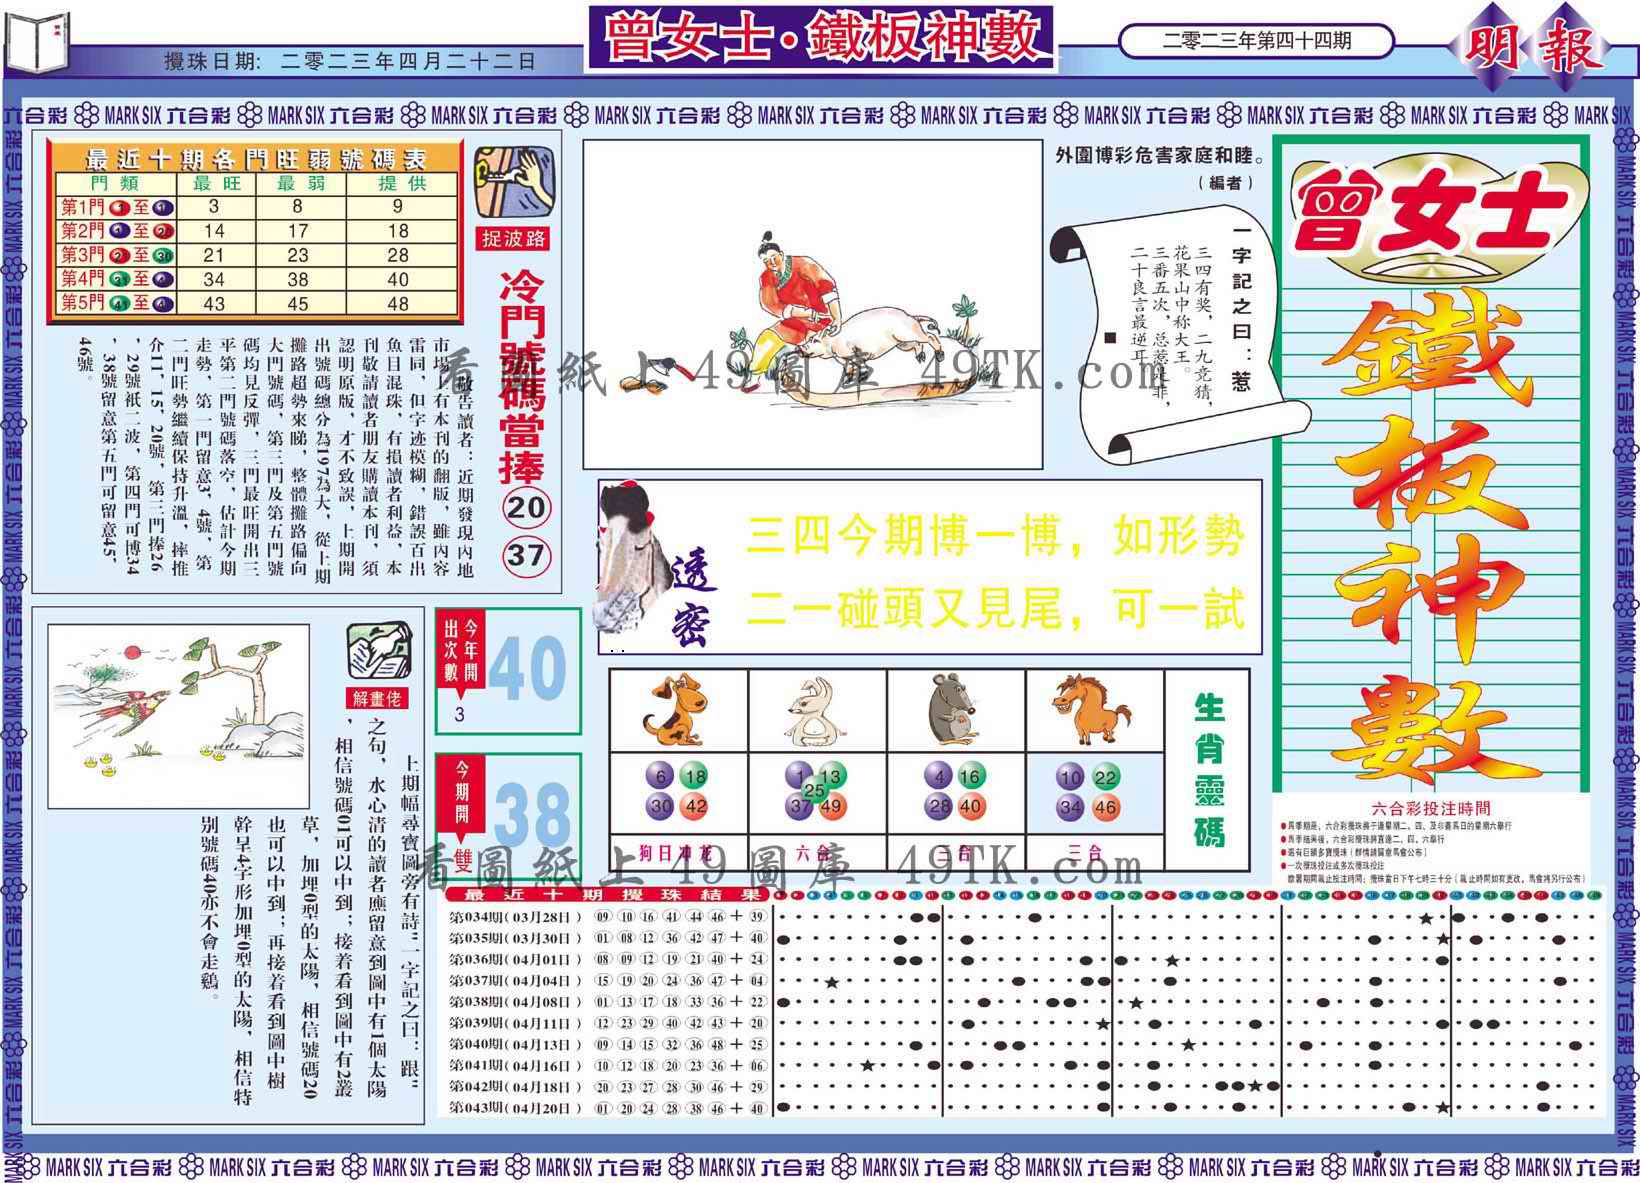 攪珠日期: 二零二三年四月二十二日
曾女士·鐵板神數
二零二三年第四十四期
明報
六合彩 MARK SIX 六合彩 MARK SIX 六合彩 MARK SIX 六合彩 MARK SIX 六合彩 MARK SIX 六合彩 MARK SIX 六合彩 MARK SIX 六合彩 MARK SIX 六合彩 MARK SIX 六合彩 MARK SIX
最近十期各門旺弱號碼表
門類 最旺 最弱 提供
第1門 1至 3 8 9
第2門 至 14 17 18
第3門 至 21 23 28
第4門 至 34 38 40
第5門 至 43 45 48
捉波路
冷門號碼當捧
20
37
敬告讀者:近期發現內地
市場有本刊的翻版,雖內容
雷同,但字迹模糊,錯誤百出
魚目混珠,有損讀者利益,本
刊敬請讀者朋友購讀本刊,須
認明原版,才不致誤,上期開
出號碼總分為197為大,從上期
攤路超勢來睇,整體攤路偏向
大門號碼,第三門及第五門號
碼均見反彈,三門最旺開出三
平第二門號碼落空,估計今期
走勢,第一門留意3,4號,第
二門旺勢繼續保持升溫,捧推
介11,15,20號,第三門捧26
,29號祇二波,第四門可博34
,38號留意第五門可留意45,
46號。
外圍博彩危害家庭和睦。
(編者)
一字記之曰:惹
三四有奖,二九竞猜,
花果山中称大王。
三番五次,总惹是非,
二十良言最逆耳。
看圖紙上49圖庫 49TK.com
曾女士
鐵板神數
透密
三四今期博一博，如形勢
二一碰頭又見尾，可一試
解畫佬
上期幅尋寶圖旁有詩"一字記之曰:跟"
之句,水心清的讀者應留意到圖中有1個太陽
,相信號碼01可以中到;接着看到圖中有2叢
草,加埋0型的太陽,相信號碼20
也可以中到;再接着看到圖中樹
幹呈4字形加埋0型的太陽,相信特
别號碼40亦不會走鷄。
今年開出次數
3
40
今期開
雙
38
生肖靈碼
6 18 30 42
1 13 25 37 49
4 16 28 40
10 22 34 46
狗日冲龙 六合 三合 三合
看圖紙上49圖庫 49TK.com
六合彩投注時間
最近十期攪珠結果
第034期(03月28日) 09 10 16 41 44 46 + 39
第035期(03月30日) 01 08 12 36 42 47 + 40
第036期(04月01日) 08 09 12 19 21 40 + 24
第037期(04月04日) 15 19 20 24 36 47 + 04
第038期(04月08日) 01 13 17 18 33 36 + 22
第039期(04月11日) 12 23 29 40 42 43 + 20
第040期(04月13日) 09 14 15 32 36 48 + 25
第041期(04月16日) 10 12 18 20 23 36 + 06
第042期(04月18日) 20 23 27 28 30 46 + 29
第043期(04月20日) 01 20 24 28 38 46 + 40
MARK SIX 六合彩 MARK SIX 六合彩 MARK SIX 六合彩 MARK SIX 六合彩 MARK SIX 六合彩 MARK SIX 六合彩 MARK SIX 六合彩 MARK SIX 六合彩 MARK SIX 六合彩 MARK SIX 六合彩